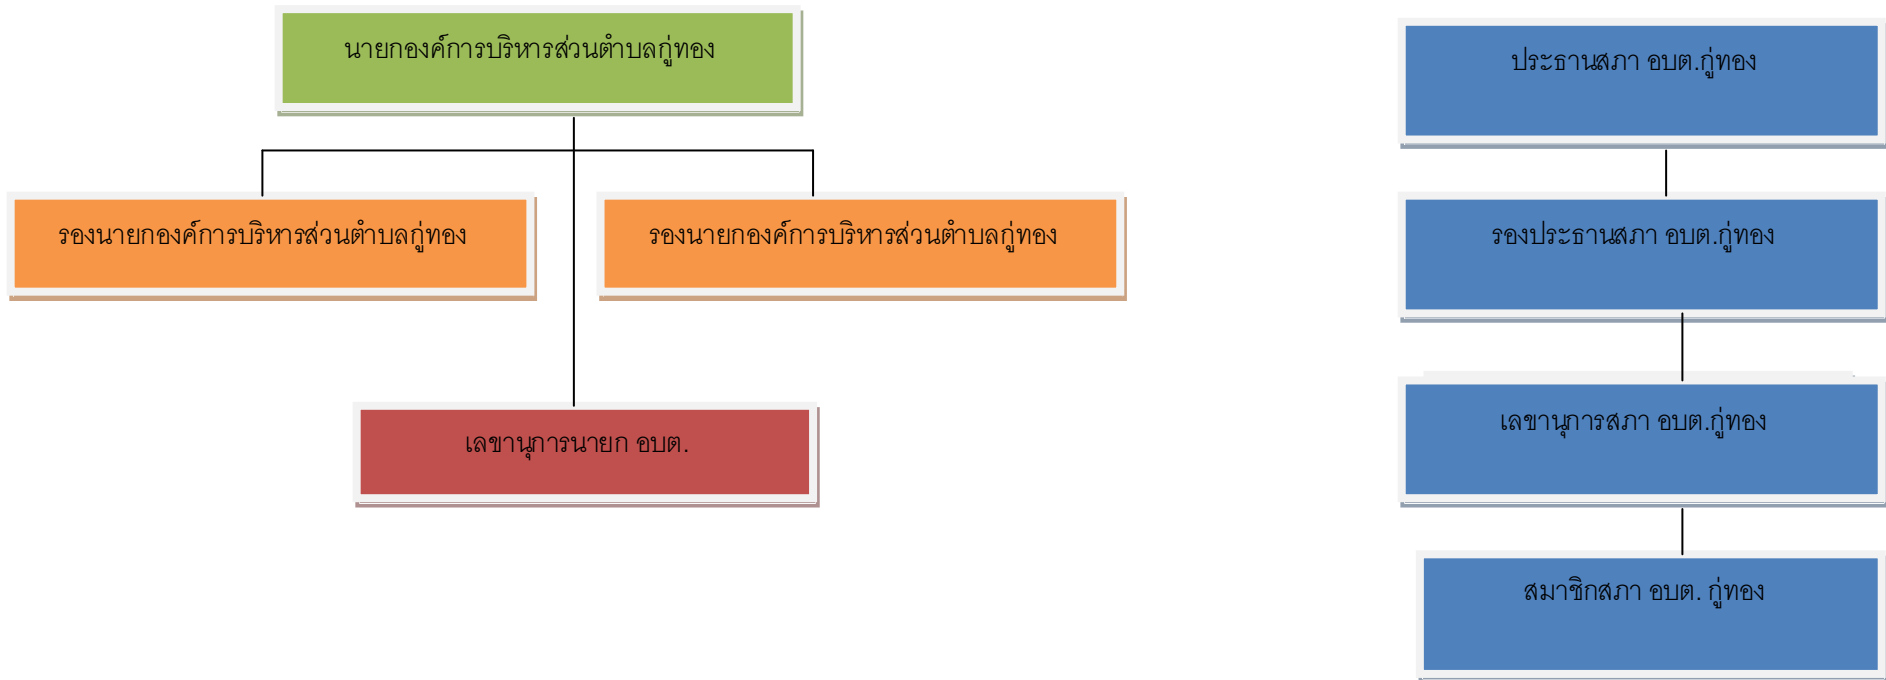 นายกองค์การบริหารส่วนตำบลกู่ทอง
รองนายกองค์การบริหารส่วนตำบลกู่ทอง
รองนายกองค์การบริหารส่วนตำบลกู่ทอง
เลขานุการนายก อบต.
ประธานสภา อบต.กู่ทอง
รองประธานสภา อบต.กู่ทอง
เลขานุการสภา อบต.กู่ทอง
สมาชิกสภา อบต. กู่ทอง